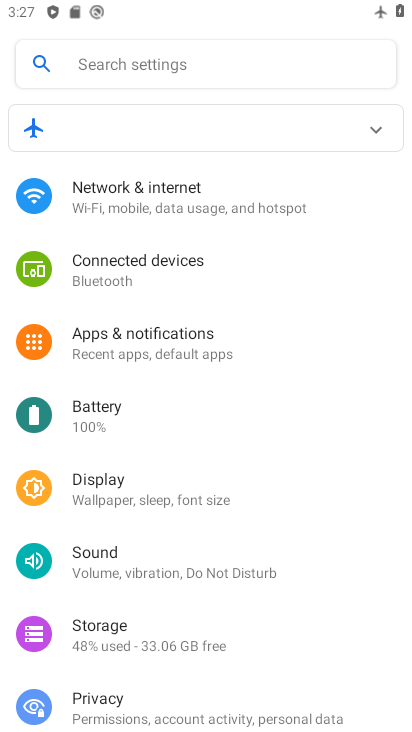 3:27
Search settings
Network & internet
Wi-Fi, mobile, data usage, and hotspot
Connected devices
Bluetooth
Apps & notifications
Recent apps, default apps
Battery
100%
Display
Wallpaper, sleep, font size
Sound
Volume, vibration, Do Not Disturb
Storage
48% used - 33.06 GB free
Privacy
Permissions, account activity, personal data